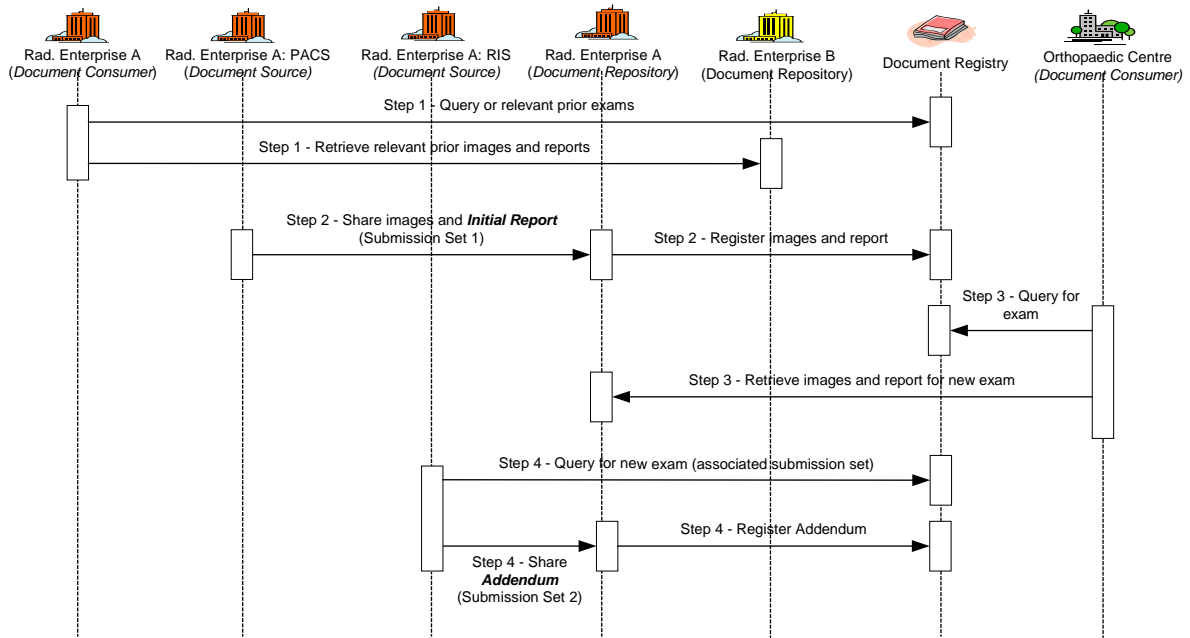 Rad. Enterprise A
(Document Consumer)
Rad. Enterprise A: PACS
(Document Source)
Rad. Enterprise A: RIS
(Document Source)
Rad. Enterprise A
(Document Repository)
Rad. Enterprise B
(Document Repository)
Document Registry
Orthopaedic Centre
(Document Consumer)
Step 1 - Query or relevant prior exams
Step 1 - Retrieve relevant prior images and reports
Step 2 - Share images and Initial Report
(Submission Set 1)
Step 2 - Register images and report
Step 3 - Query for
exam
Step 3 - Retrieve images and report for new exam
Step 4 - Query for new exam (associated submission set)
Step 4 - Register Addendum
Step 4 - Share
Addendum
(Submission Set 2)